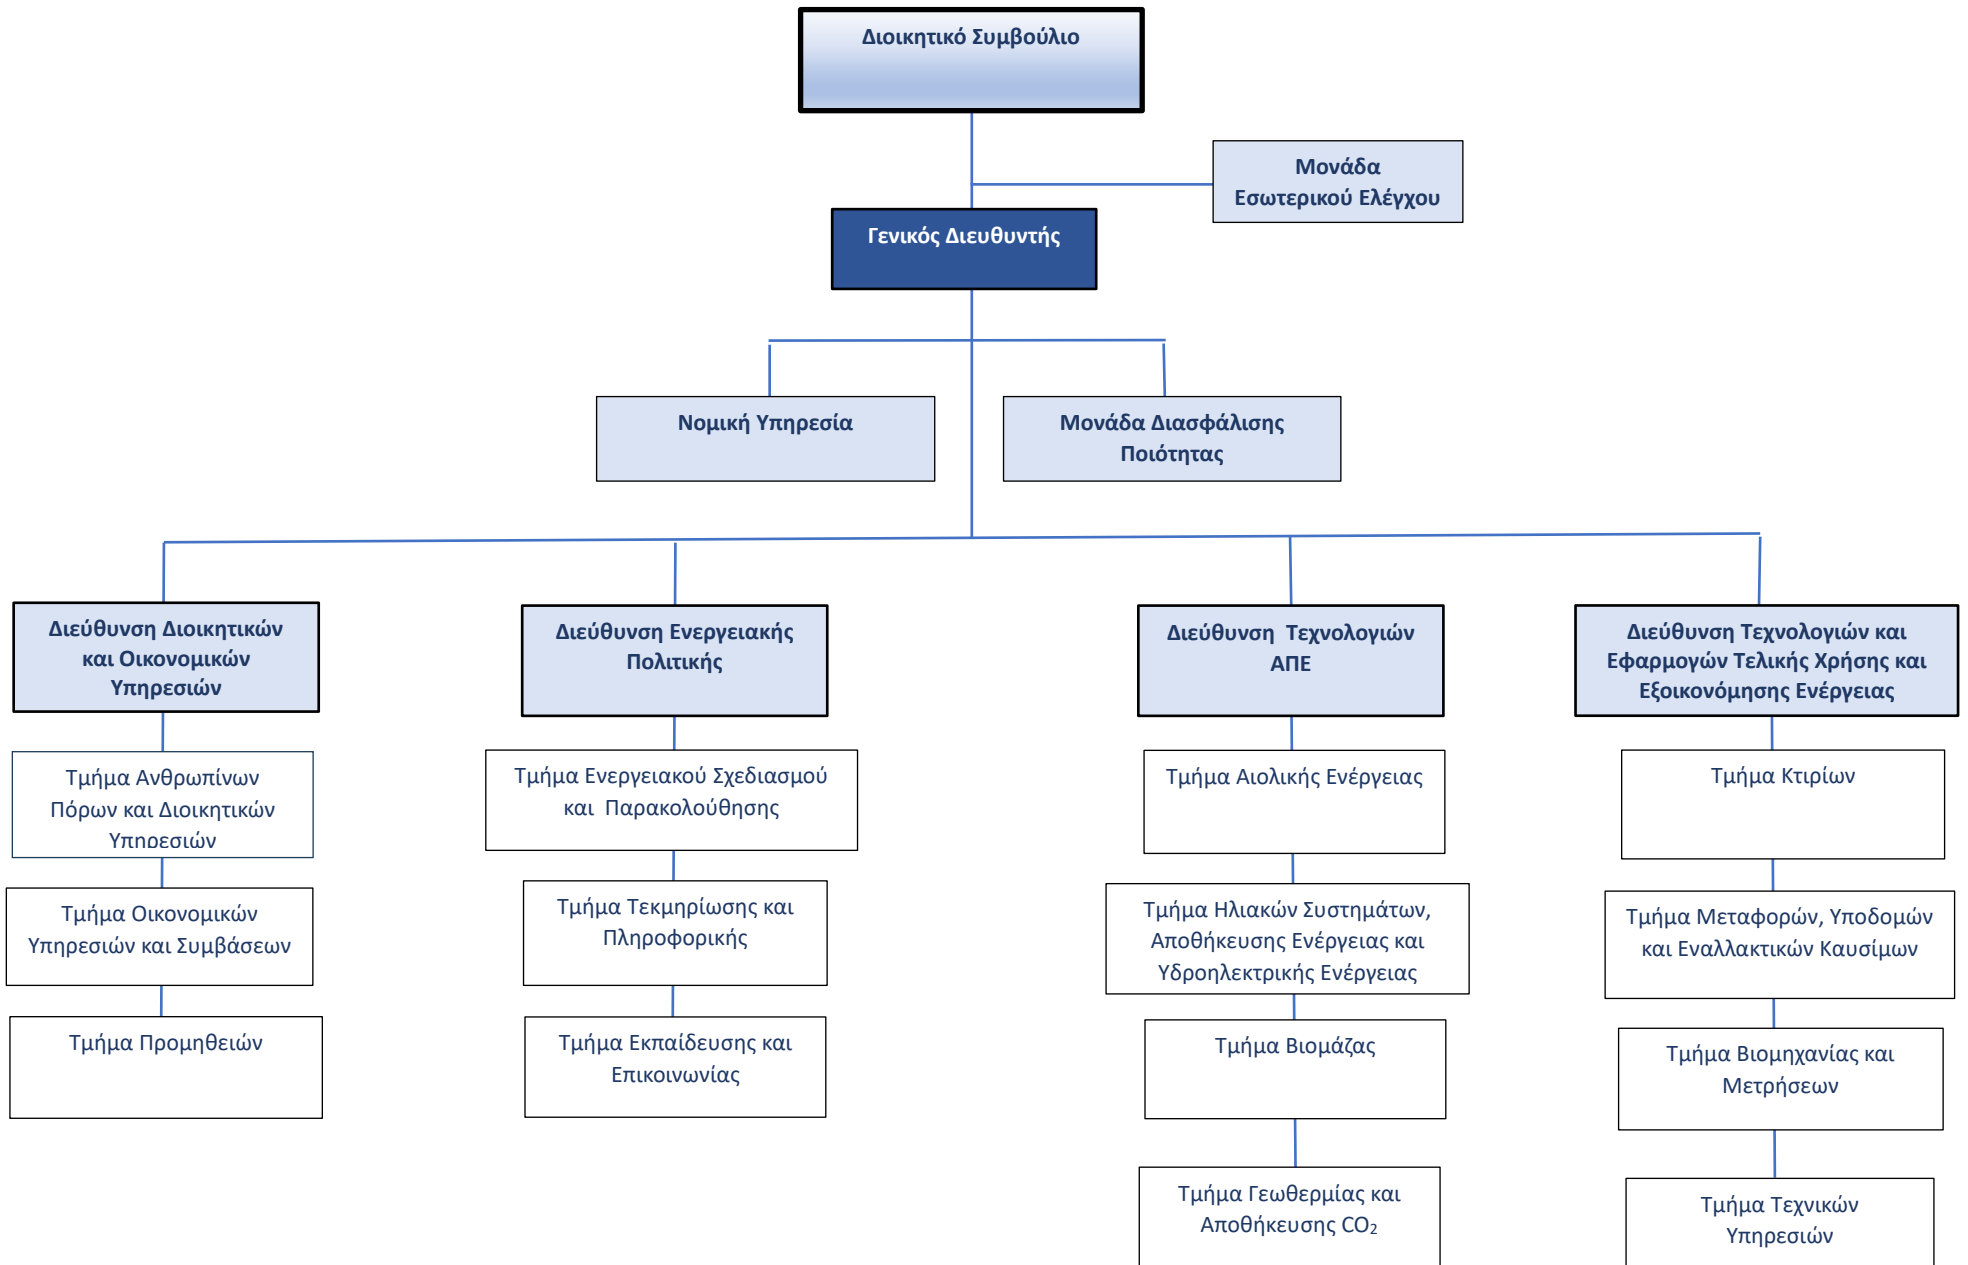 Διοικητικό Συμβούλιο
Μονάδα
Εσωτερικού Ελέγχου
Γενικός Διευθυντής
Νομική Υπηρεσία
Μονάδα Διασφάλισης
Ποιότητας
Διεύθυνση Διοικητικών
και Οικονομικών
Υπηρεσιών
Διεύθυνση Ενεργειακής
Πολιτικής
Διεύθυνση Τεχνολογιών
ΑΠΕ
Διεύθυνση Τεχνολογιών και
Εφαρμογών Τελικής Χρήσης και
Εξοικονόμησης Ενέργειας
Τμήμα Ανθρωπίνων
Πόρων και Διοικητικών
Υπηρεσιών
Τμήμα Ενεργειακού Σχεδιασμού
και Παρακολούθησης
Τμήμα Αιολικής Ενέργειας
Τμήμα Κτιρίων
Τμήμα Οικονομικών
Υπηρεσιών και Συμβάσεων
Τμήμα Τεκμηρίωσης και
Πληροφορικής
Τμήμα Ηλιακών Συστημάτων,
Αποθήκευσης Ενέργειας και
Υδροηλεκτρικής Ενέργειας
Τμήμα Μεταφορών, Υποδομών
και Εναλλακτικών Καυσίμων
Τμήμα Προμηθειών
Τμήμα Εκπαίδευσης και
Επικοινωνίας
Τμήμα Βιομάζας
Τμήμα Βιομηχανίας και
Μετρήσεων
Τμήμα Γεωθερμίας και
Αποθήκευσης CO₂
Τμήμα Τεχνικών
Υπηρεσιών